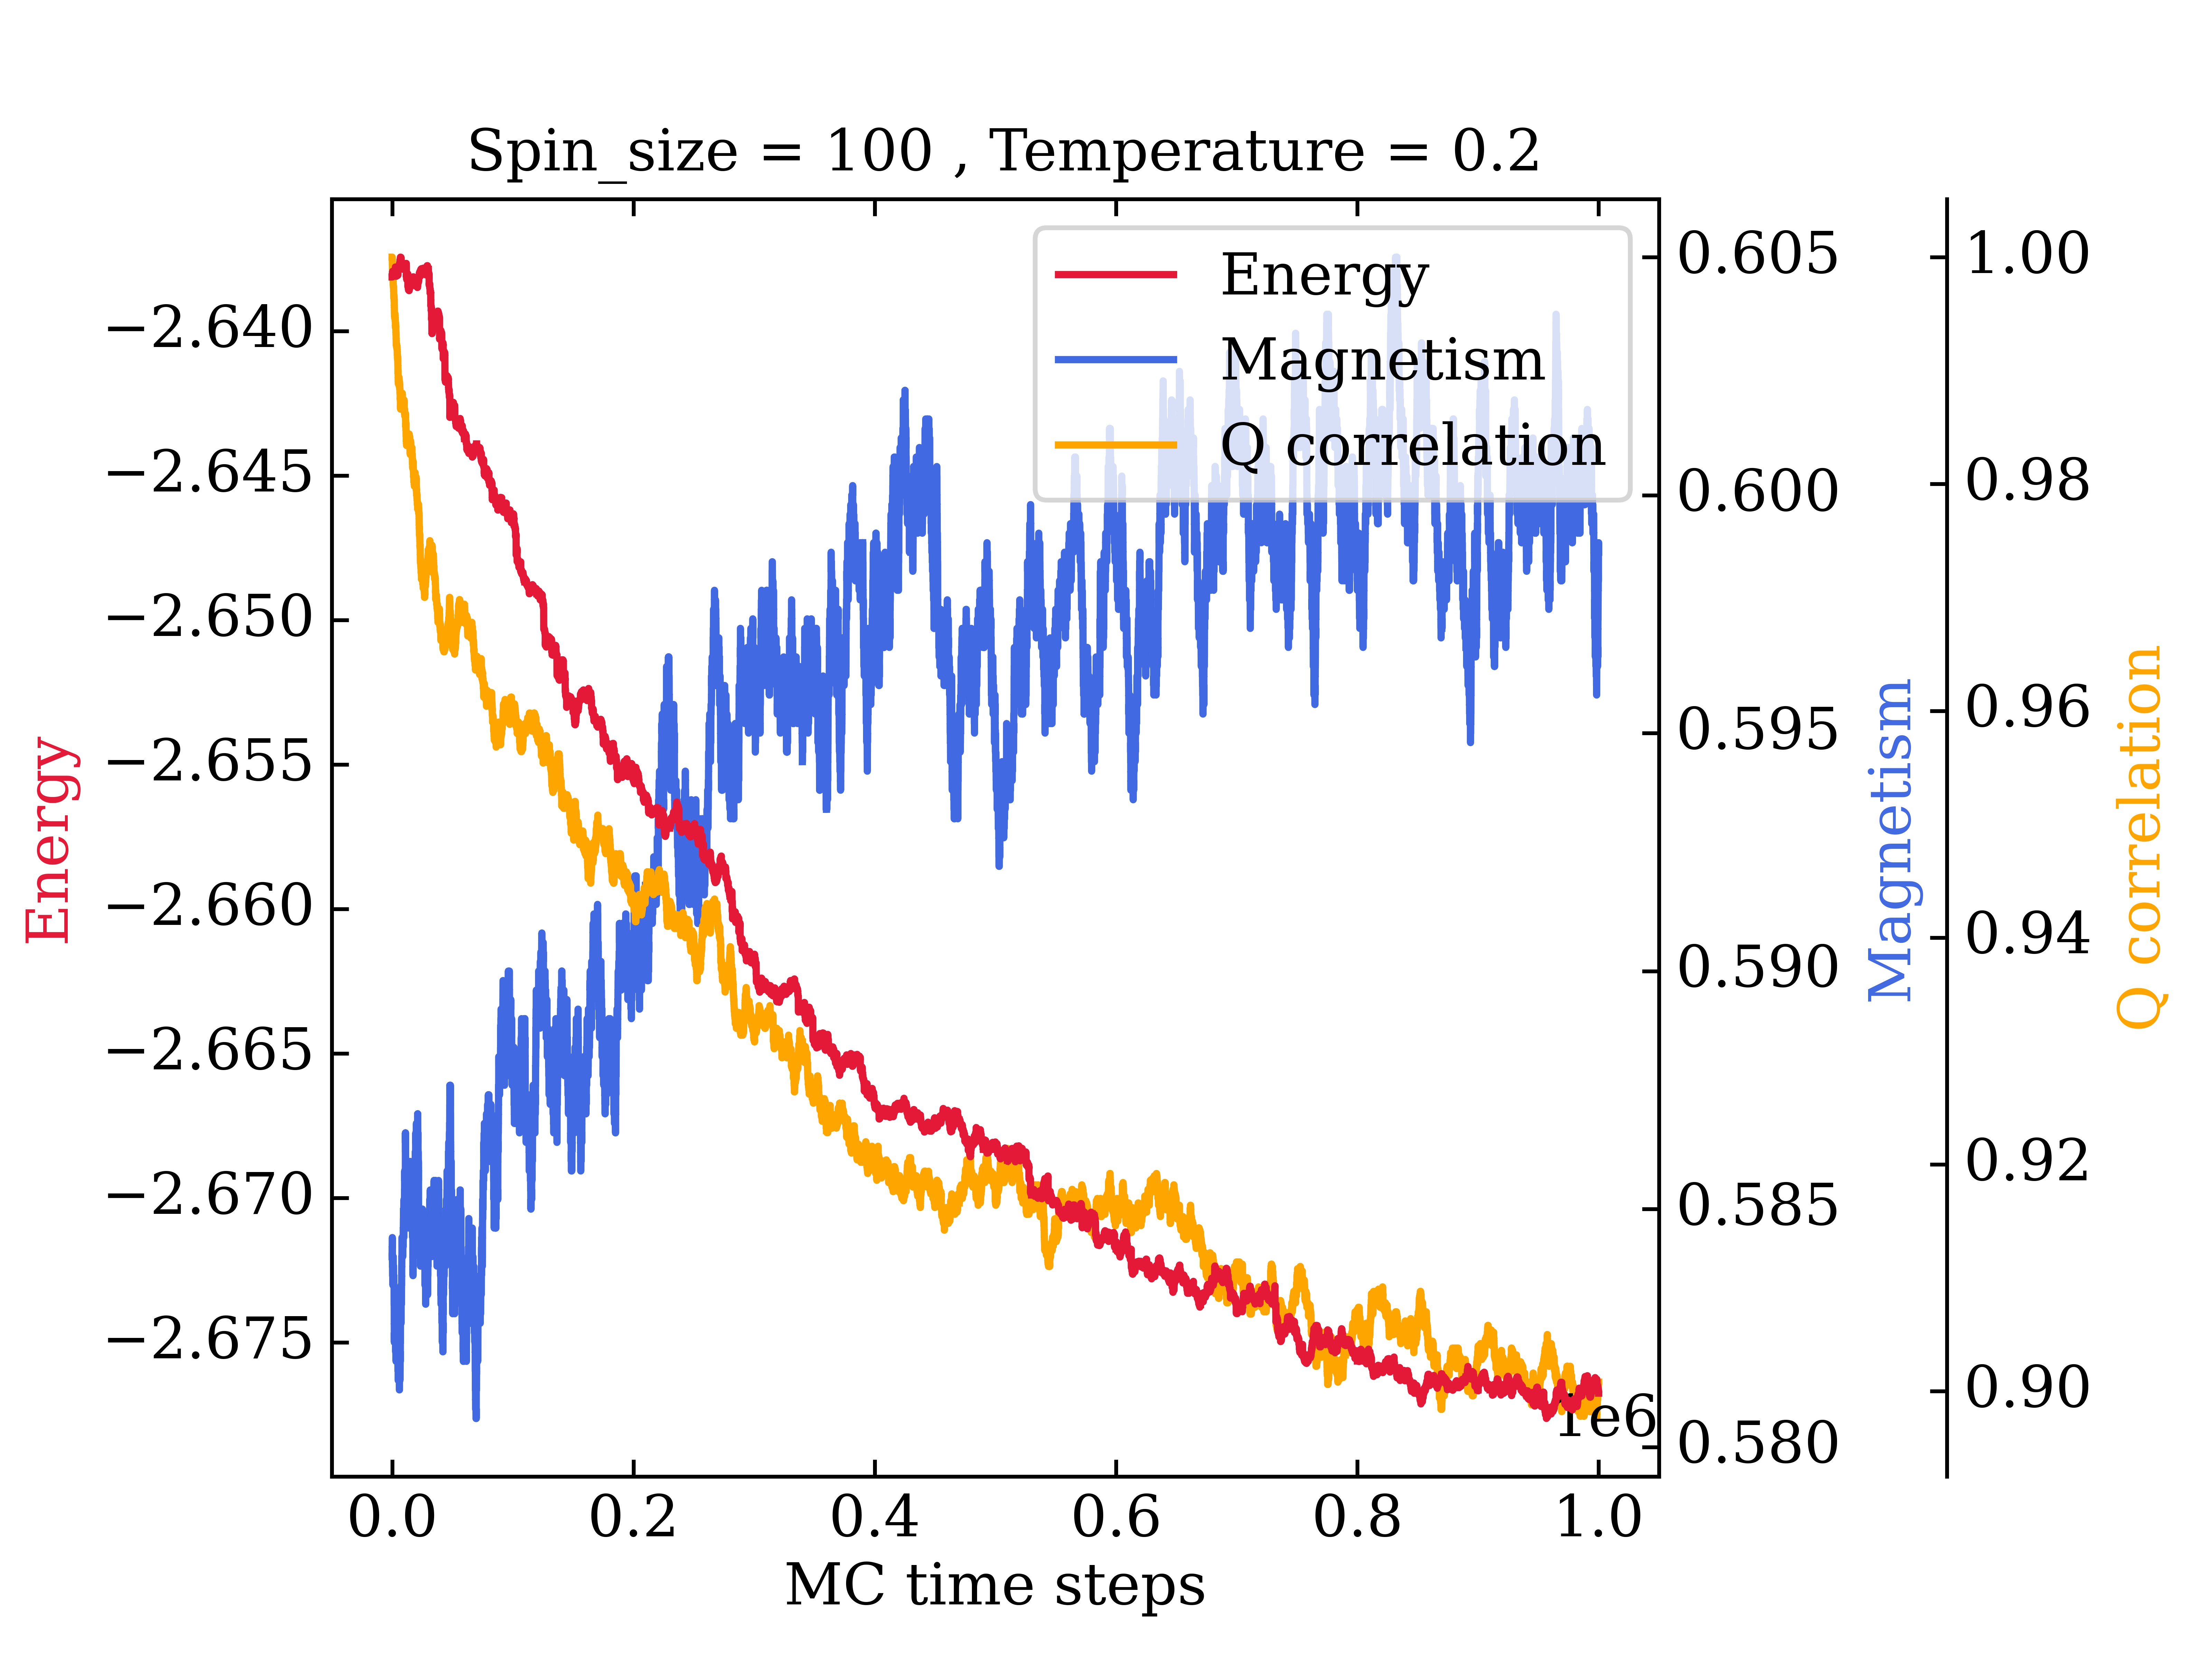 Spin_size = 100 , Temperature = 0.2
Energy
Magnetism
Q correlation
−2.640
−2.645
−2.650
−2.655
−2.660
−2.665
−2.670
−2.675
Energy
0.605
0.600
0.595
0.590
0.585
0.580
Magnetism
1.00
0.98
0.96
0.94
0.92
0.90
Q correlation
1e6
0.0 0.2 0.4 0.6 0.8 1.0
MC time steps